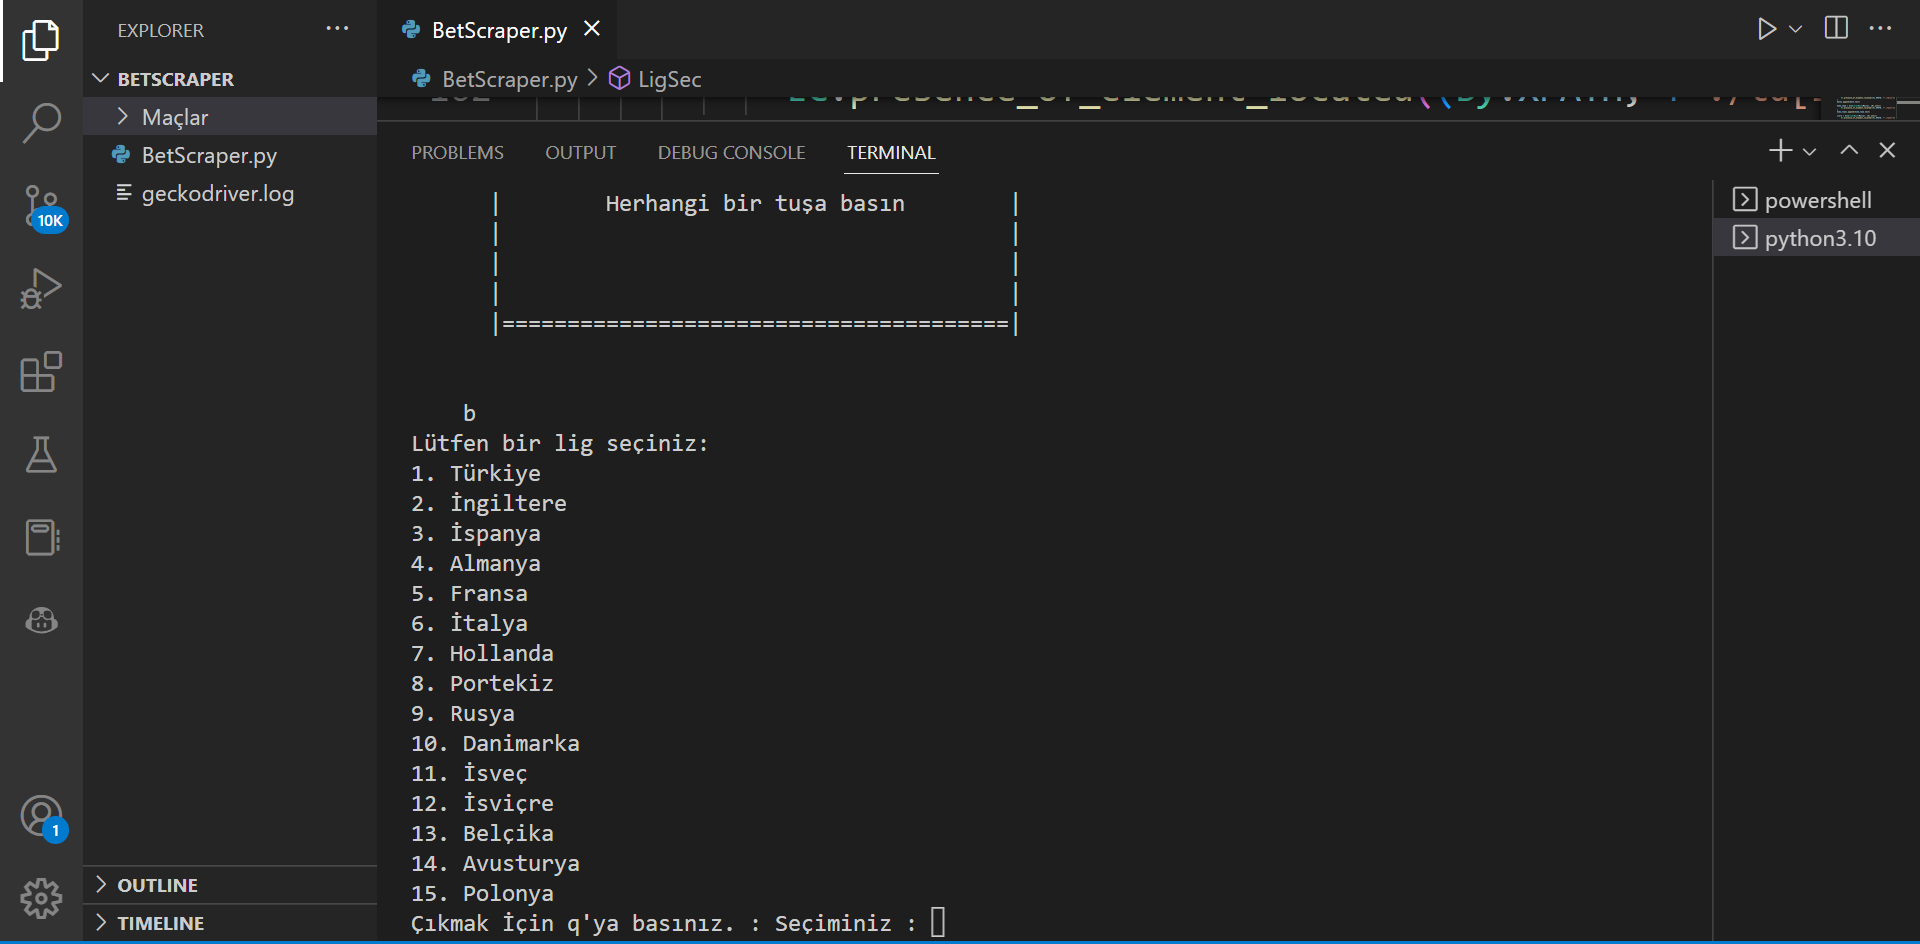 EXPLORER
BETSCRAPER
Maçlar
BetScraper.py
geckodriver.log
OUTLINE
TIMELINE
10K
1
BetScraper.py
BetScraper.py > LigSec
PROBLEMS OUTPUT DEBUG CONSOLE TERMINAL
| Herhangi bir tuşa basın |
| |
| |
| |
|=======================================|
b
Lütfen bir lig seçiniz:
1. Türkiye
2. İngiltere
3. İspanya
4. Almanya
5. Fransa
6. İtalya
7. Hollanda
8. Portekiz
9. Rusya
10. Danimarka
11. İsveç
12. İsviçre
13. Belçika
14. Avusturya
15. Polonya
Çıkmak İçin q'ya basınız. : Seçiminiz :
powershell
python3.10